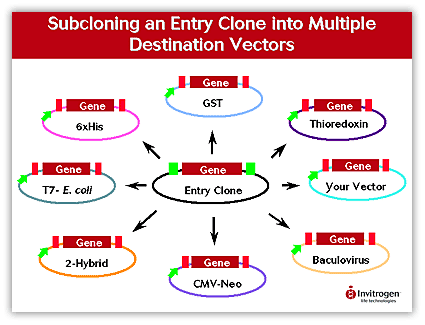 Subcloning an Entry Clone into Multiple
Destination Vectors
Gene
GST
Gene
6xHis
Gene
Thioredoxin
Gene
T7- E. coli
Gene
Entry Clone
Gene
Your Vector
Gene
2-Hybrid
Gene
CMV-Neo
Gene
Baculovirus
Invitrogen
life technologies